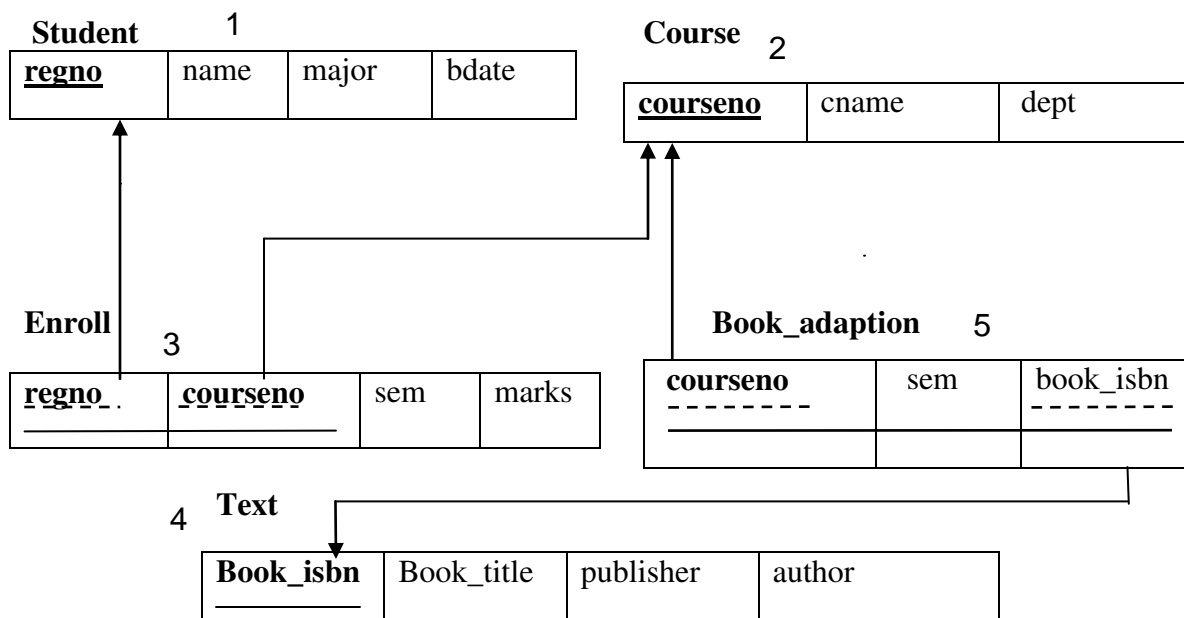 Student 1
regno name major bdate
Course 2
courseno cname dept
Enroll 3
regno courseno sem marks
Book_adaption 5
courseno sem book_isbn
Text 4
Book_isbn Book_title publisher author